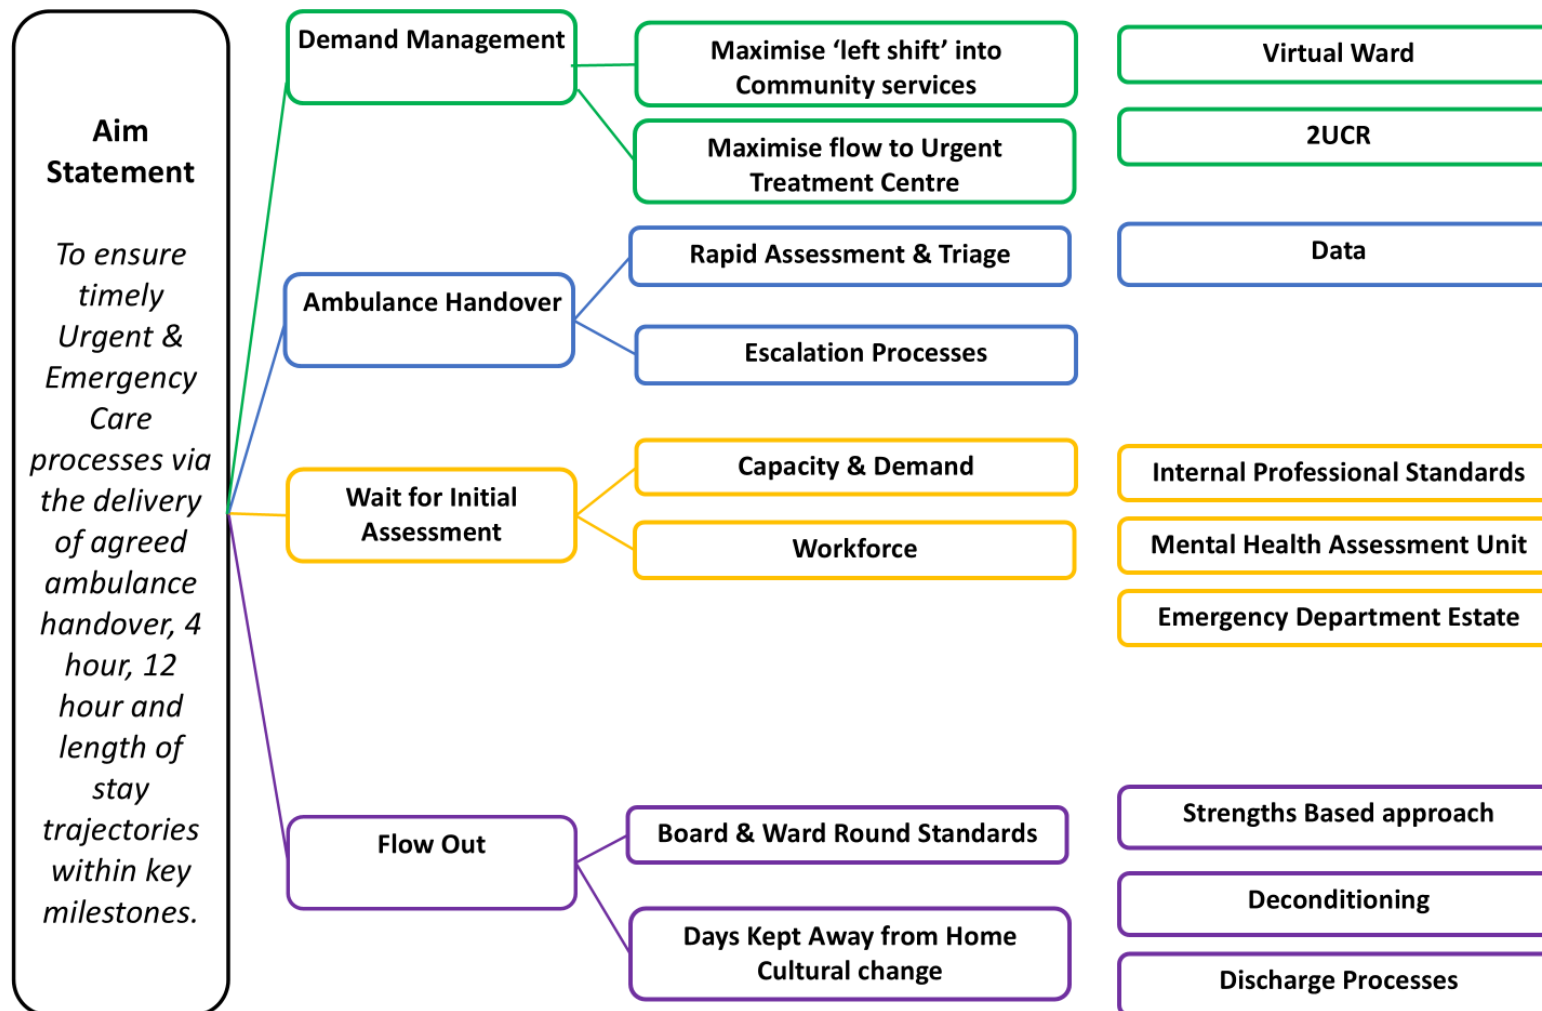 Aim
Statement
To ensure
timely
Urgent &
Emergency
Care
processes via
the delivery
of agreed
ambulance
handover, 4
hour, 12
hour and
length of
stay
trajectories
within key
milestones.
Demand Management
Maximise ‘left shift’ into
Community services
Maximise flow to Urgent
Treatment Centre
Virtual Ward
2UCR
Ambulance Handover
Rapid Assessment & Triage
Escalation Processes
Data
Wait for Initial
Assessment
Capacity & Demand
Workforce
Internal Professional Standards
Mental Health Assessment Unit
Emergency Department Estate
Flow Out
Board & Ward Round Standards
Days Kept Away from Home
Cultural change
Strengths Based approach
Deconditioning
Discharge Processes